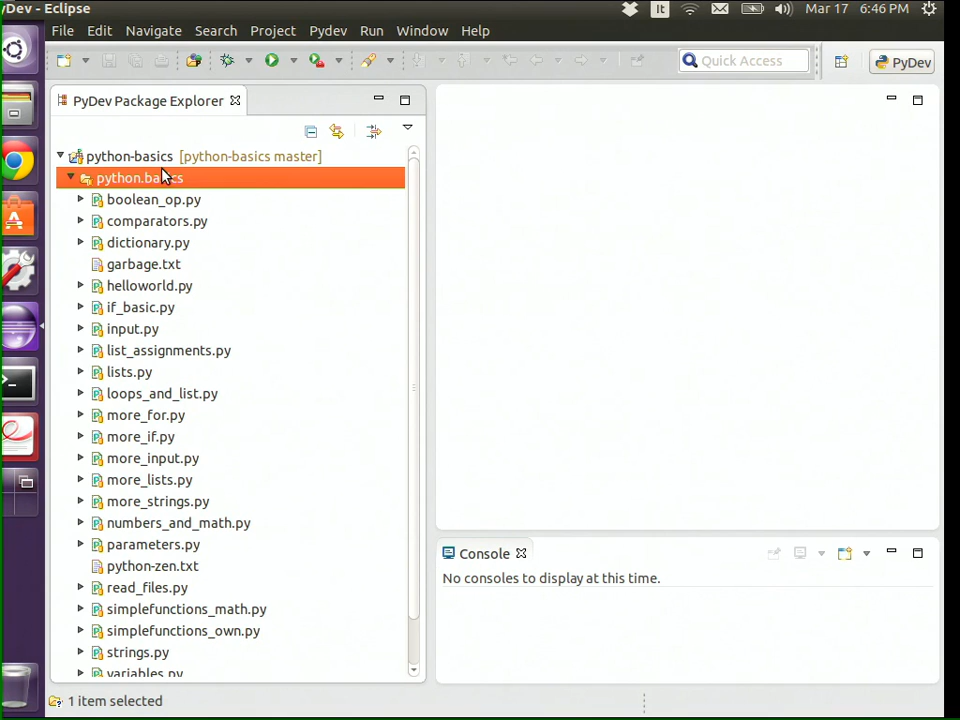 yDev - Eclipse
It
Mar 17
6:46 PM
File Edit Navigate Search Project Pydev Run Window Help
Quick Access
PyDev
PyDev Package Explorer
python-basics [python-basics master]
python.basics
boolean_op.py
comparators.py
dictionary.py
garbage.txt
helloworld.py
if_basic.py
input.py
list_assignments.py
lists.py
loops_and_list.py
more_for.py
more_if.py
more_input.py
more_lists.py
more_strings.py
numbers_and_math.py
parameters.py
python-zen.txt
read_files.py
simplefunctions_math.py
simplefunctions_own.py
strings.py
variables.py
Console
No consoles to display at this time.
1 item selected